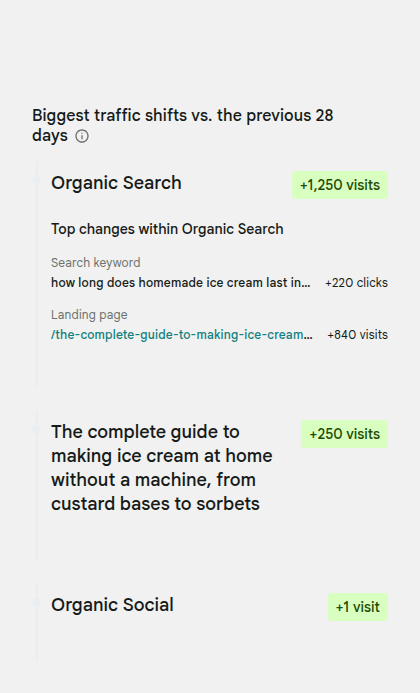 Biggest traffic shifts vs. the previous 28
days
Organic Search
+1,250 visits
Top changes within Organic Search
Search keyword
how long does homemade ice cream last in...
+220 clicks
Landing page
/the-complete-guide-to-making-ice-cream...
+840 visits
The complete guide to
making ice cream at home
without a machine, from
custard bases to sorbets
+250 visits
Organic Social
+1 visit